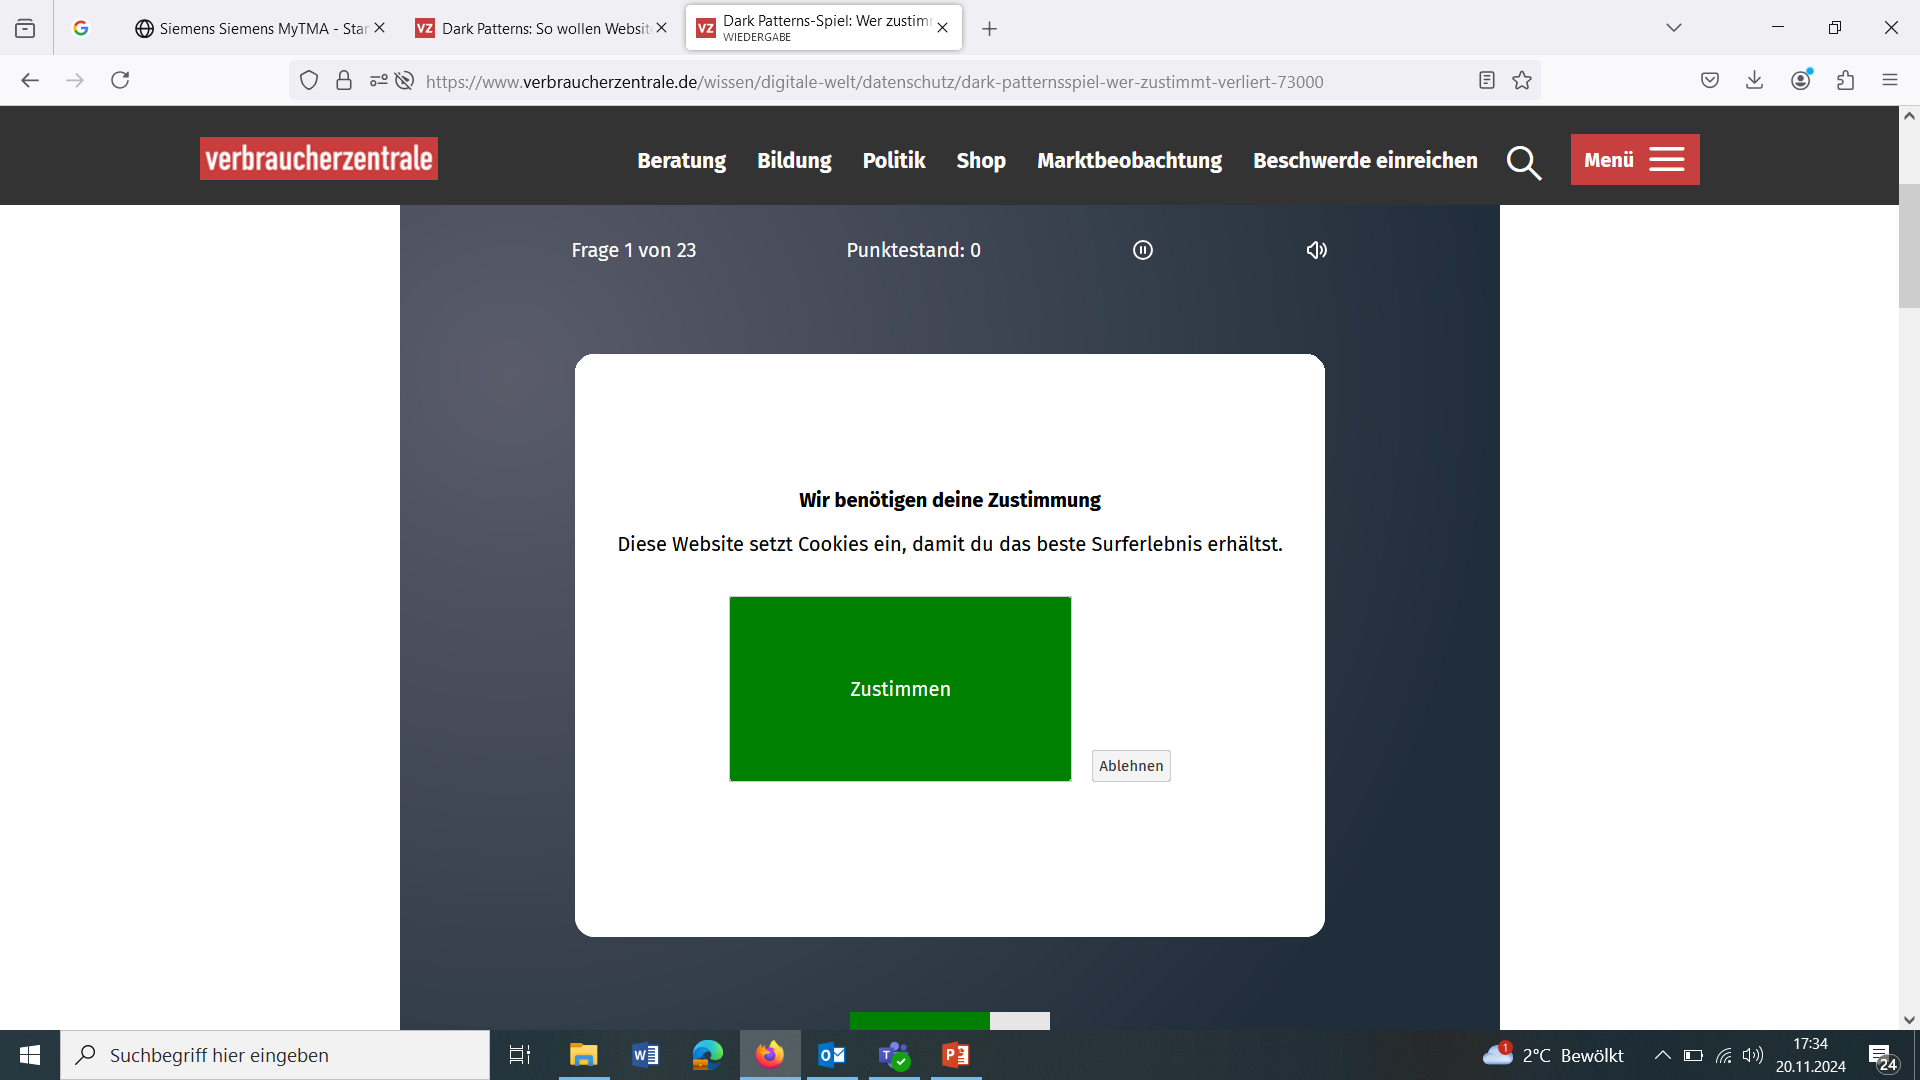 Siemens Siemens MyTMA - Star
Dark Patterns: So wollen Websit
Dark Patterns-Spiel: Wer zustimm
WIEDERGABE
https://www.verbraucherzentrale.de/wissen/digitale-welt/datenschutz/dark-patternsspiel-wer-zustimmt-verliert-73000
verbraucherzentrale
Beratung Bildung Politik Shop Marktbeobachtung Beschwerde einreichen Menü
Frage 1 von 23 Punktestand: 0
Wir benötigen deine Zustimmung
Diese Website setzt Cookies ein, damit du das beste Surferlebnis erhältst.
Zustimmen
Ablehnen
Suchbegriff hier eingeben
1
2°C Bewölkt
17:34
20.11.2024
24